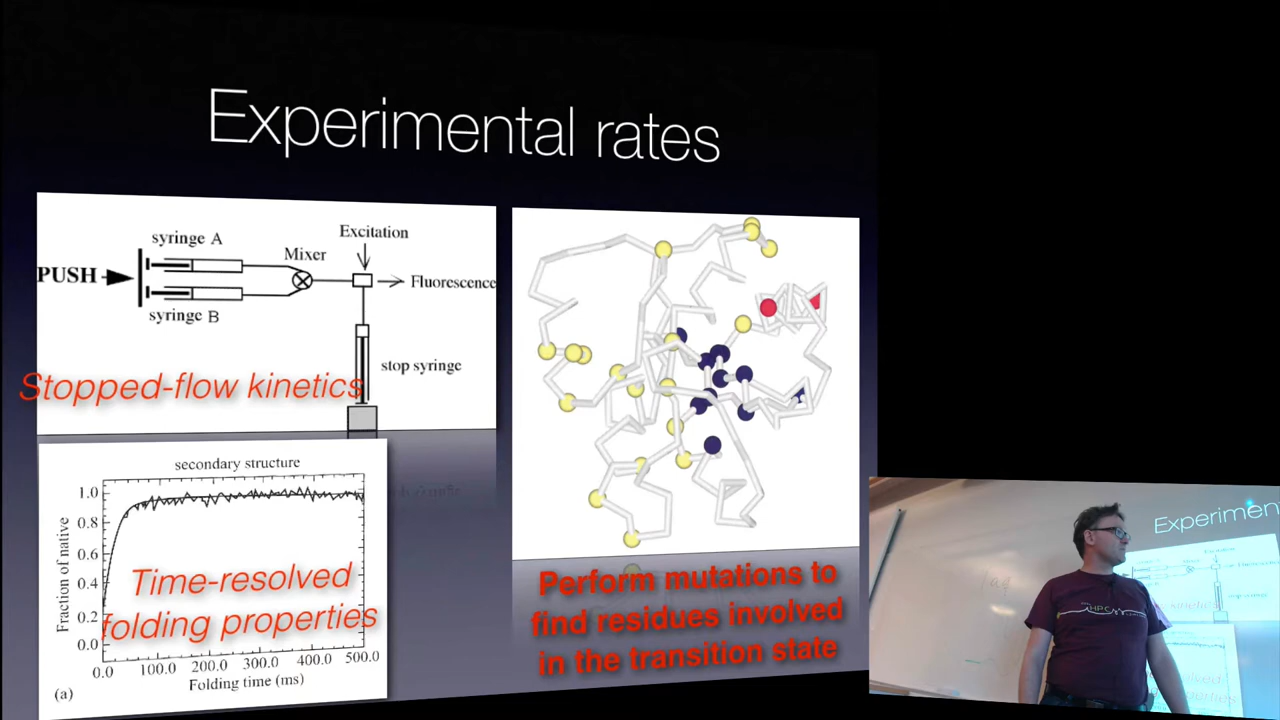 Experimental rates
syringe A
Excitation
Mixer
PUSH
Fluorescence
syringe B
stop syringe
Stopped-flow kinetics
secondary structure
Fraction of native
1.0
0.8
0.6
0.4
0.2
0.0
Time-resolved
folding properties
0.0 100.0 200.0 300.0 400.0 500.0
Folding time (ms)
(a)
Perform mutations to
find residues involved
in the transition state
Experimen
HPC